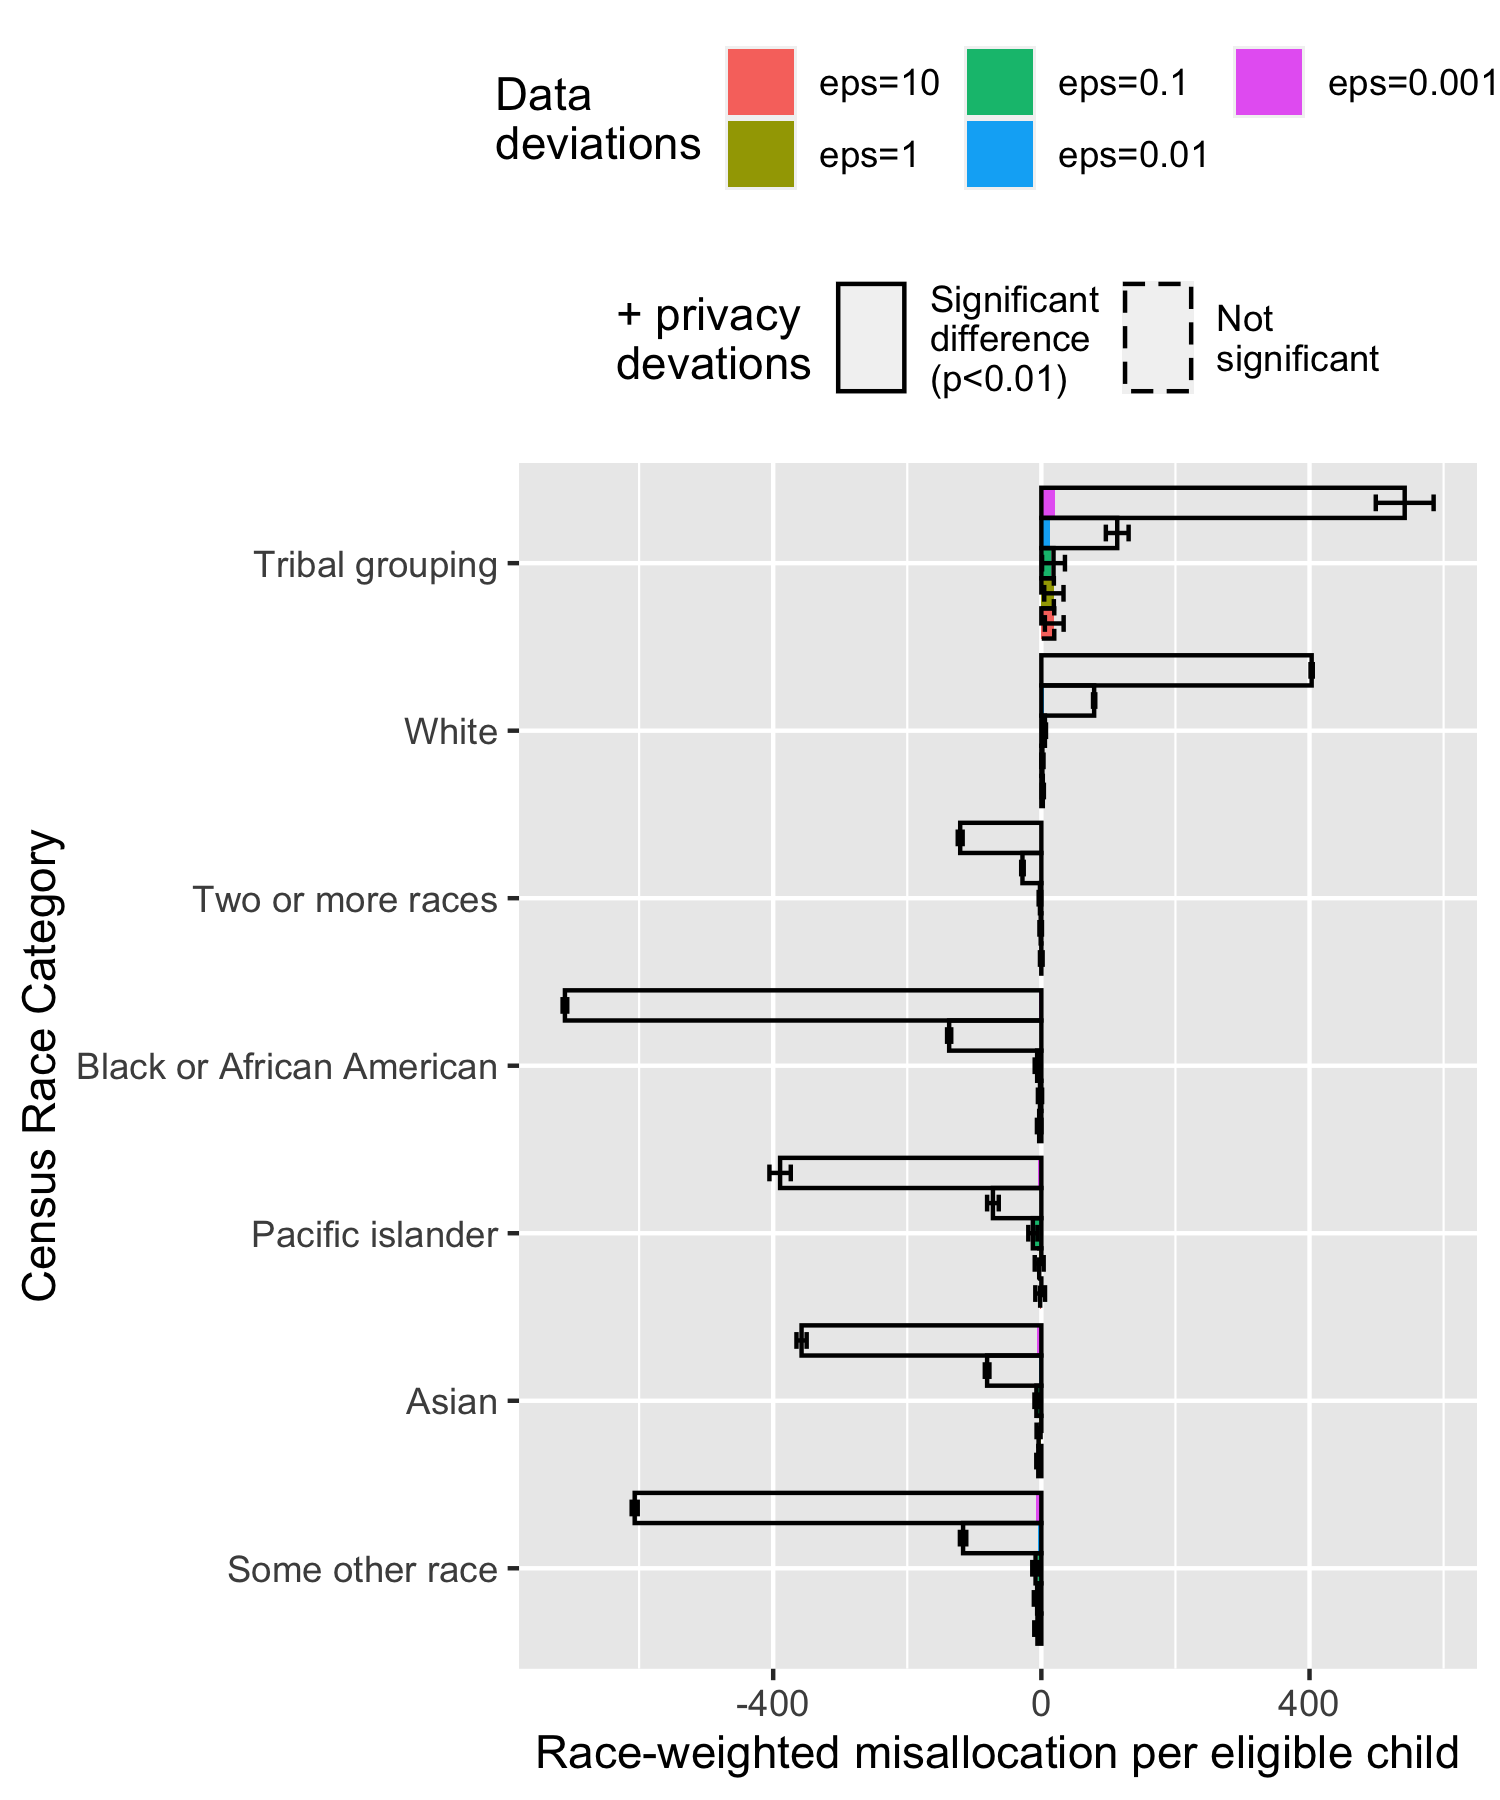 Data
deviations
eps=10
eps=0.1
eps=0.001
eps=1
eps=0.01
+ privacy
devations
Significant
difference
(p<0.01)
Not
significant
Census Race Category
Tribal grouping
White
Two or more races
Black or African American
Pacific islander
Asian
Some other race
-400
0
400
Race-weighted misallocation per eligible child